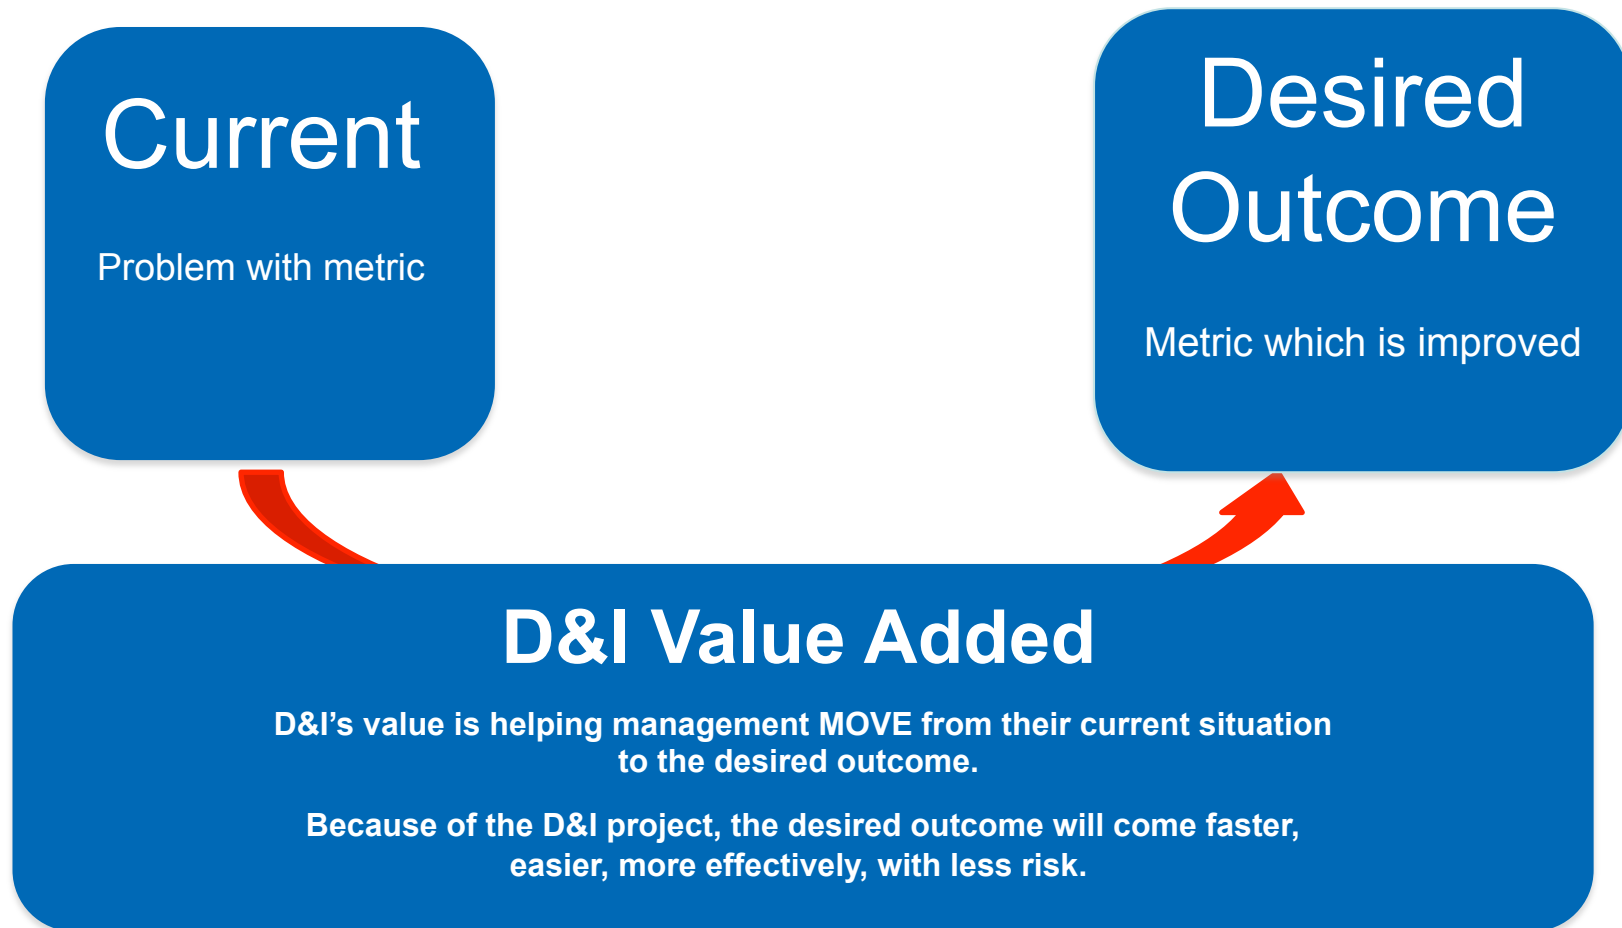 Current
Problem with metric
Desired
Outcome
Metric which is improved
D&I Value Added
D&I’s value is helping management MOVE from their current situation
to the desired outcome.
Because of the D&I project, the desired outcome will come faster,
easier, more effectively, with less risk.